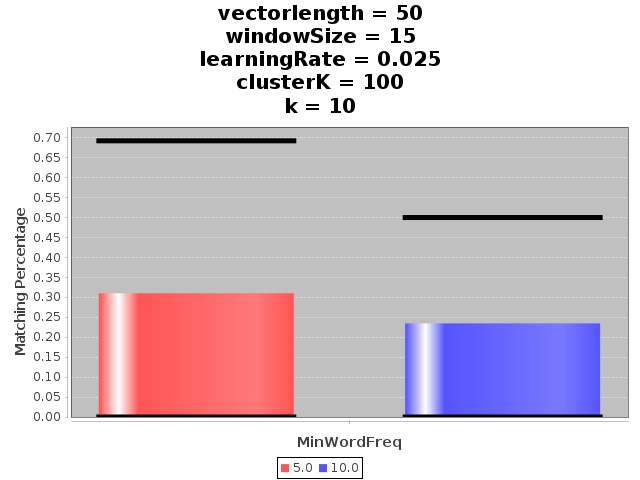 vectorlength = 50
windowSize = 15
learningRate = 0.025
clusterK = 100
k = 10
0.70
0.65
0.60
0.55
0.50
0.45
0.40
0.35
0.30
0.25
0.20
0.15
0.10
0.05
0.00
Matching Percentage
MinWordFreq
5.0 10.0